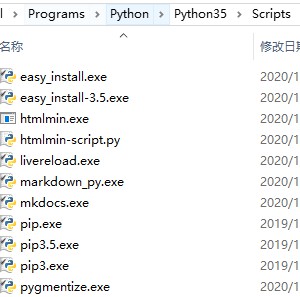 l › Programs › Python › Python35 › Scripts
名称 修改日期
easy_install.exe 2020/1
easy_install-3.5.exe 2020/1
htmlmin.exe 2020/1
htmlmin-script.py 2020/1
livereload.exe 2020/1
markdown_py.exe 2020/1
mkdocs.exe 2020/1
pip.exe 2019/1
pip3.5.exe 2019/1
pip3.exe 2019/1
pygmentize.exe 2020/1